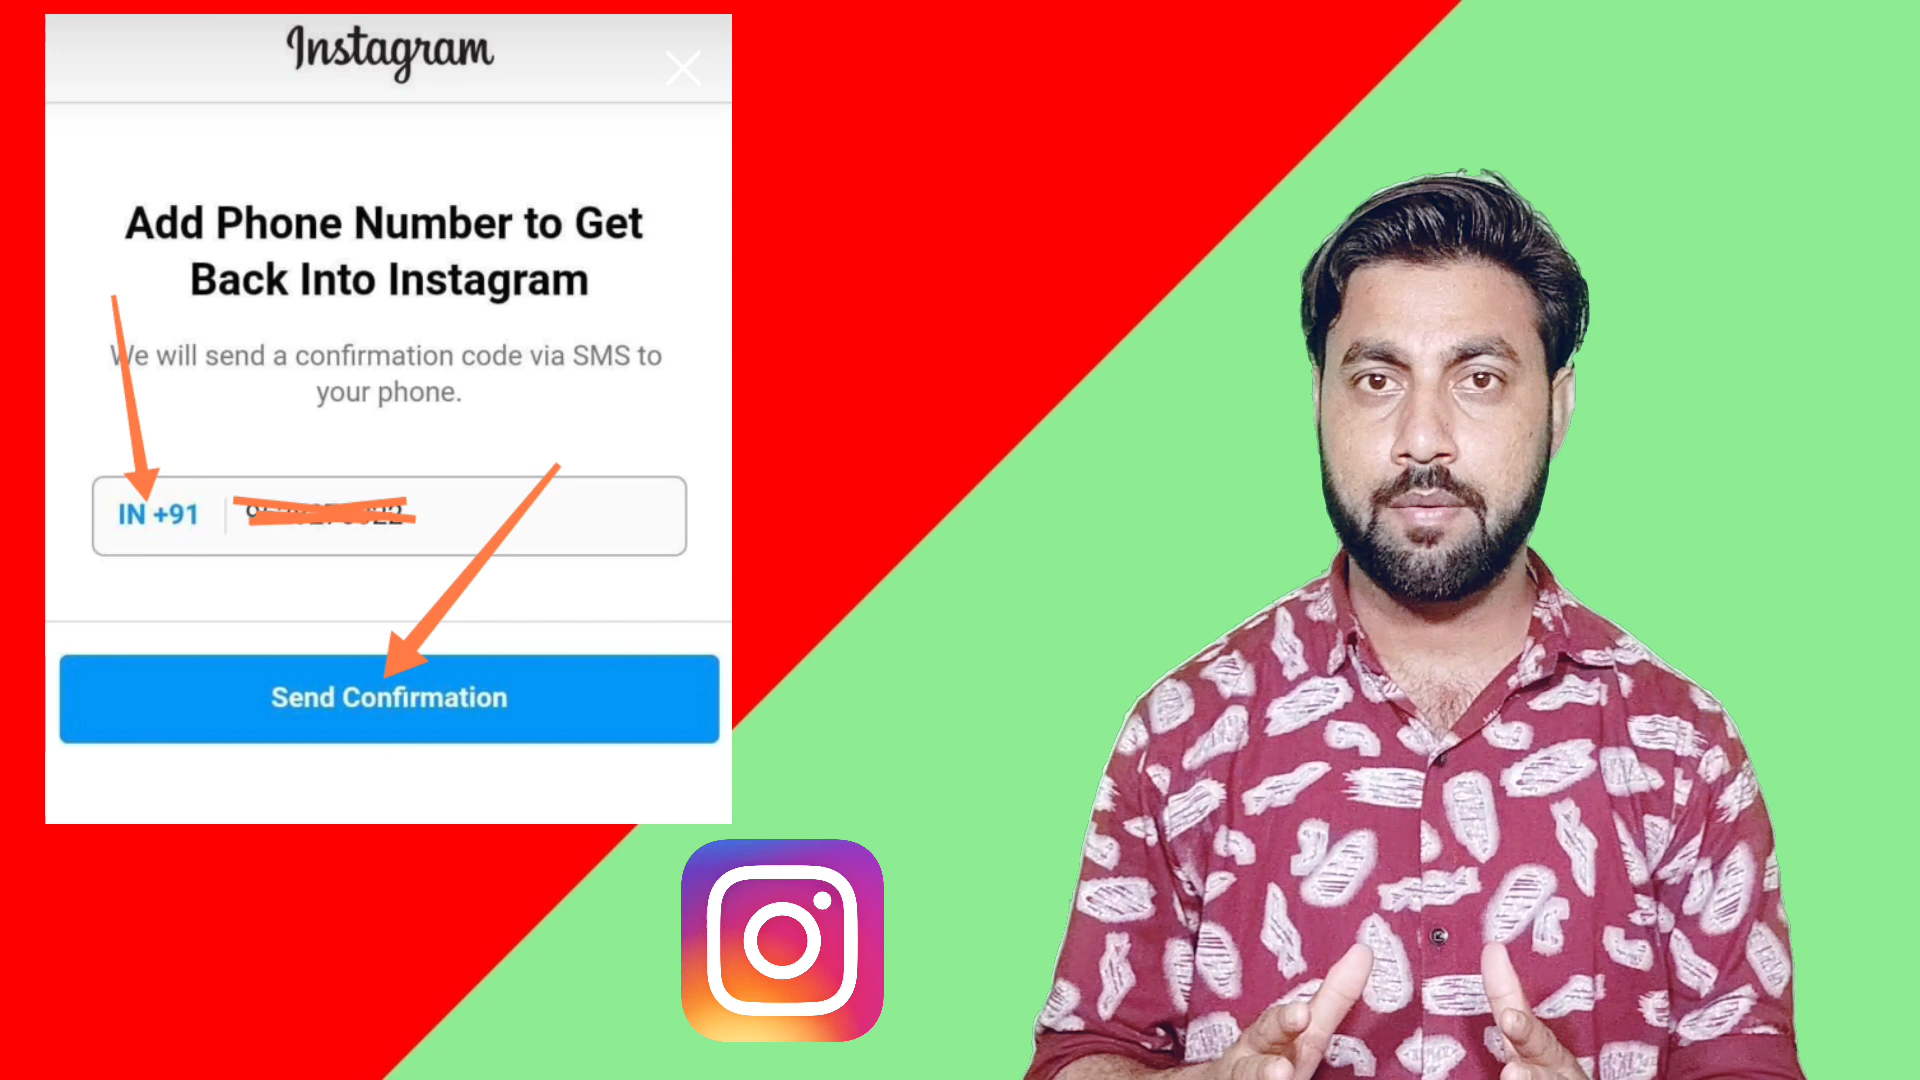 Instagram
Add Phone Number to Get
Back Into Instagram
We will send a confirmation code via SMS to
your phone.
IN +91
Send Confirmation